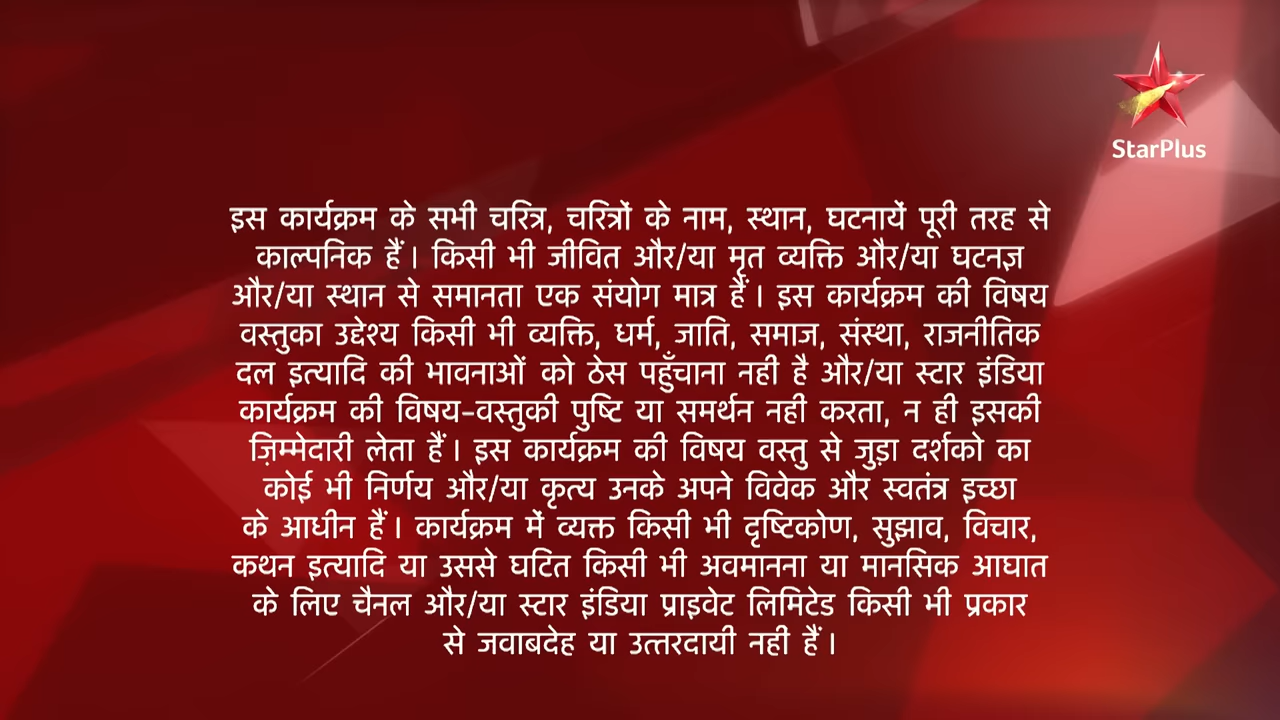 StarPlus
इस कार्यक्रम के सभी चरित्र, चरित्रों के नाम, स्थान, घटनायें पूरी तरह से
काल्पनिक हैं। किसी भी जीवित और/या मृत व्यक्ति और/या घटनज्ञ
और/या स्थान से समानता एक संयोग मात्र हैं। इस कार्यक्रम की विषय
वस्तुका उद्देश्य किसी भी व्यक्ति, धर्म, जाति, समाज, संस्था, राजनीतिक
दल इत्यादि की भावनाओं को ठेस पहुँचाना नही है और/या स्टार इंडिया
कार्यक्रम की विषय-वस्तुकी पुष्टि या समर्थन नही करता, न ही इसकी
ज़िम्मेदारी लेता हैं। इस कार्यक्रम की विषय वस्तु से जुड़ा दर्शको का
कोई भी निर्णय और/या कृत्य उनके अपने विवेक और स्वतंत्र इच्छा
के आधीन हैं। कार्यक्रम में व्यक्त किसी भी दृष्टिकोण, सुझाव, विचार,
कथन इत्यादि या उससे घटित किसी भी अवमानना या मानसिक आघात
के लिए चैनल और/या स्टार इंडिया प्राइवेट लिमिटेड किसी भी प्रकार
से जवाबदेह या उत्तरदायी नही हैं।